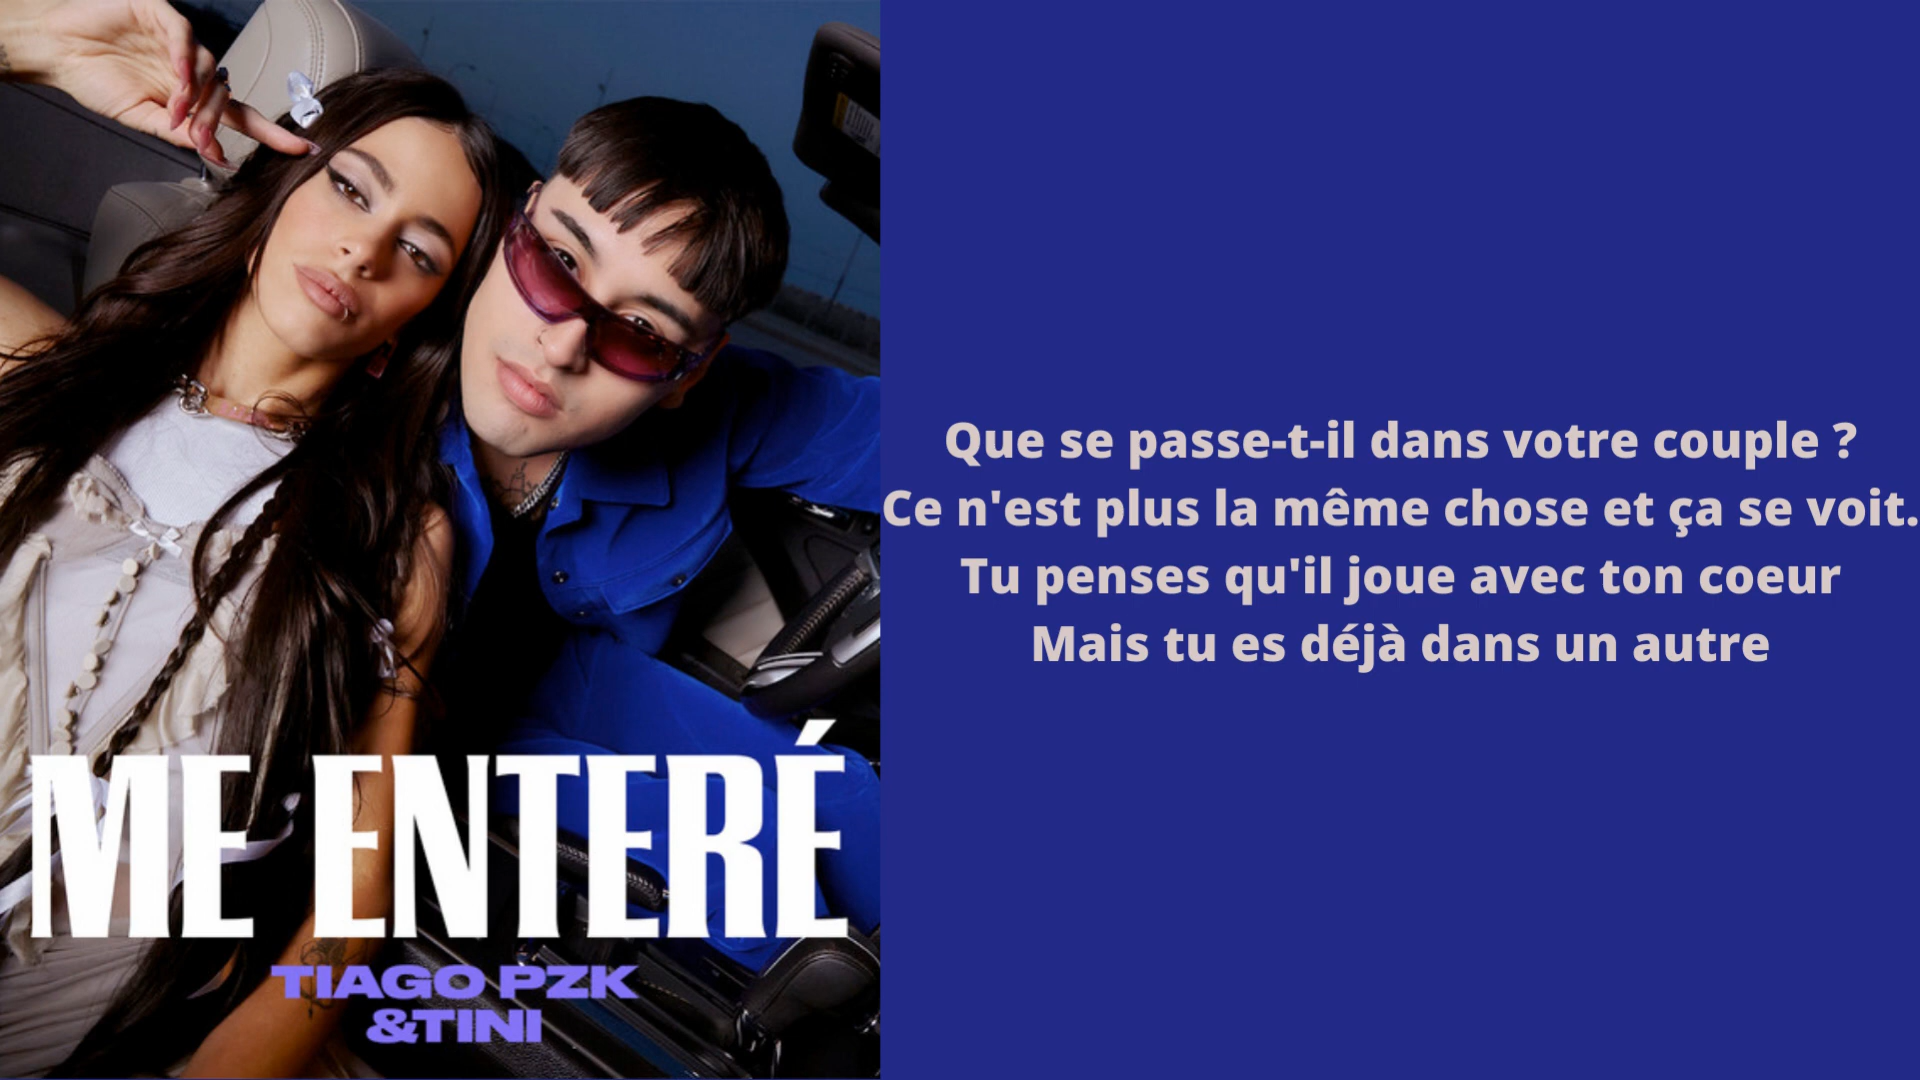 ME ENTERÉ
TIAGO PZK
&TINI
Que se passe-t-il dans votre couple ?
Ce n'est plus la même chose et ça se voit.
Tu penses qu'il joue avec ton coeur
Mais tu es déjà dans un autre